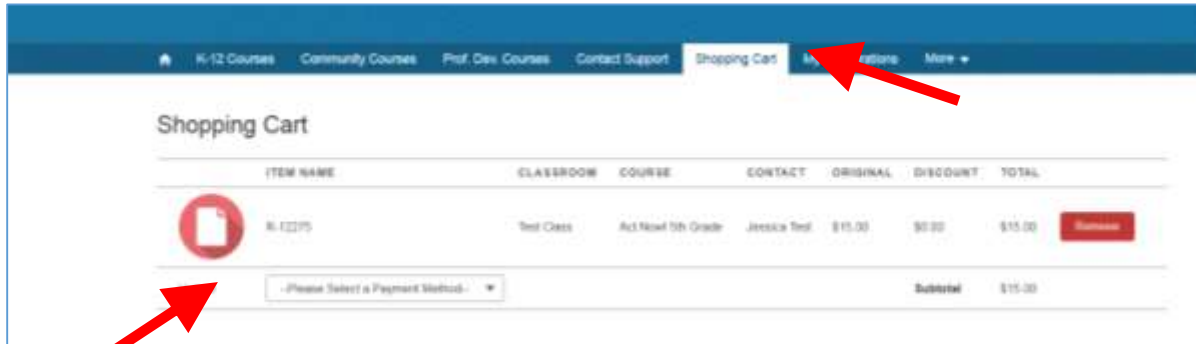 K-12 Courses Community Courses Prof. Dev. Courses Contact Support Shopping Cart More
Shopping Cart
ITEM NAME CLASSROOM COURSE CONTACT ORIGINAL DISCOUNT TOTAL
Test Class Act Now! 5th Grade Jessica Test $15.00 $0.00 $15.00 Remove
--Please Select a Payment Method-- Subtotal $15.00